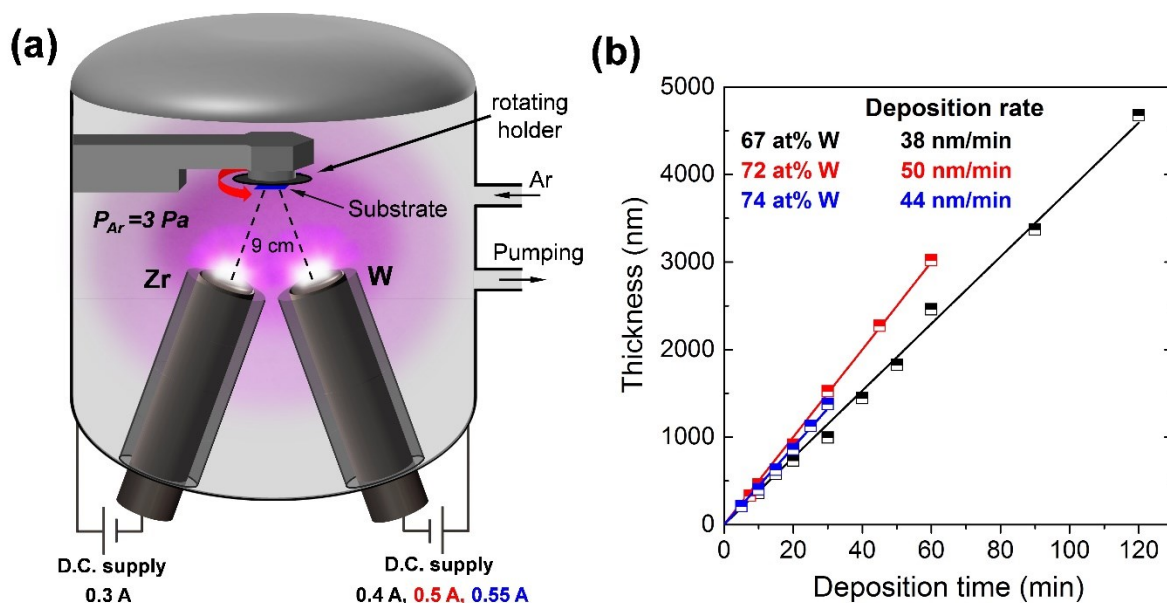 (a)
rotating
holder
Ar
Substrate
P_Ar =3 Pa
9 cm
Pumping
Zr
W
D.C. supply
0.3 A
D.C. supply
0.4 A, 0.5 A, 0.55 A
(b)
Deposition rate
67 at% W 38 nm/min
72 at% W 50 nm/min
74 at% W 44 nm/min
Thickness (nm)
5000
4000
3000
2000
1000
0
0 20 40 60 80 100 120
Deposition time (min)